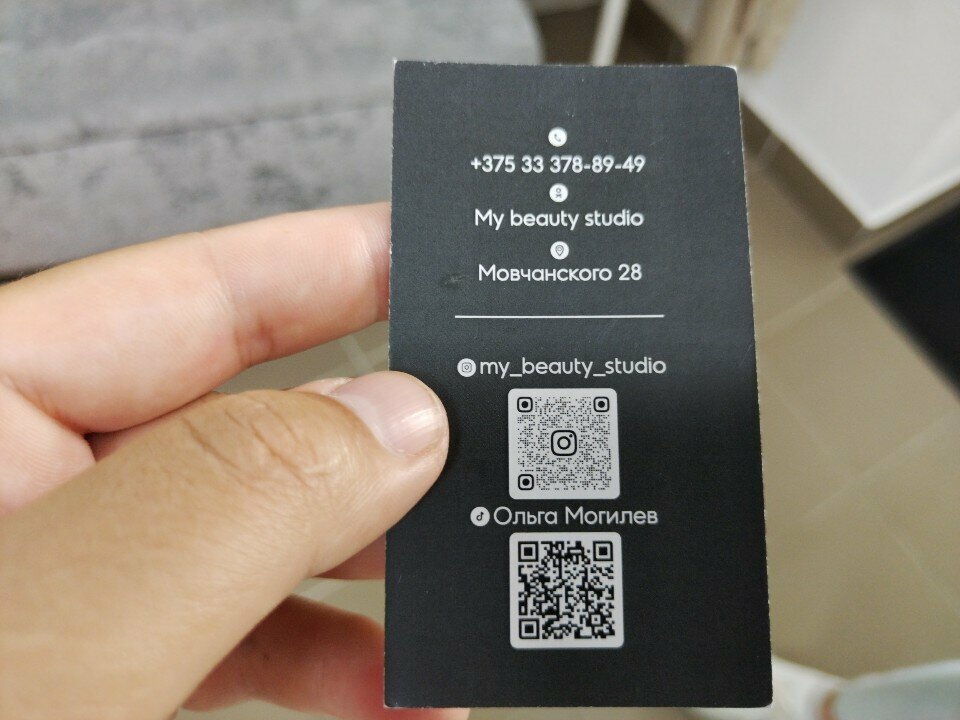 +375 33 378-89-49
My beauty studio
Мовчанского 28
my_beauty_studio
Ольга Могилев